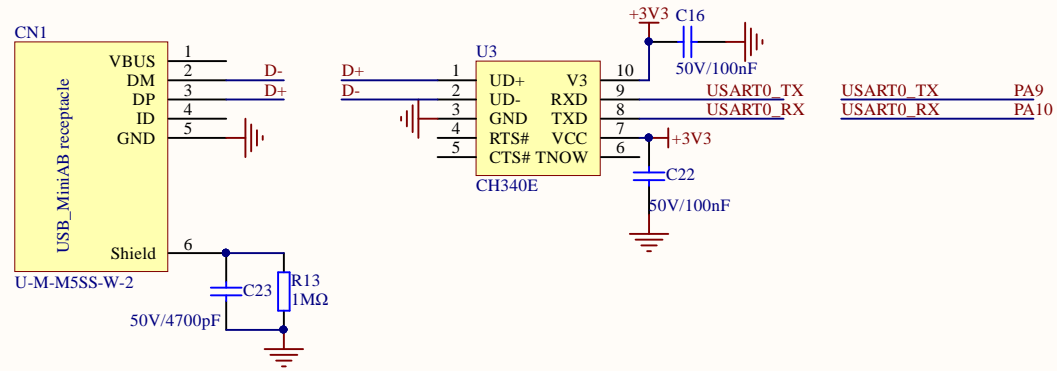 CN1
VBUS 1
DM 2 D-
DP 3 D+
ID 4
GND 5
USB_MiniAB receptacle
Shield 6
U-M-M5SS-W-2
C23
50V/4700pF
R13
1MΩ
U3
D+ 1 UD+
D- 2 UD-
3 GND
4 RTS#
5 CTS#
V3 10
RXD 9 USART0_TX
TXD 8 USART0_RX
VCC 7 +3V3
TNOW 6
CH340E
+3V3
C16
50V/100nF
C22
50V/100nF
USART0_TX PA9
USART0_RX PA10